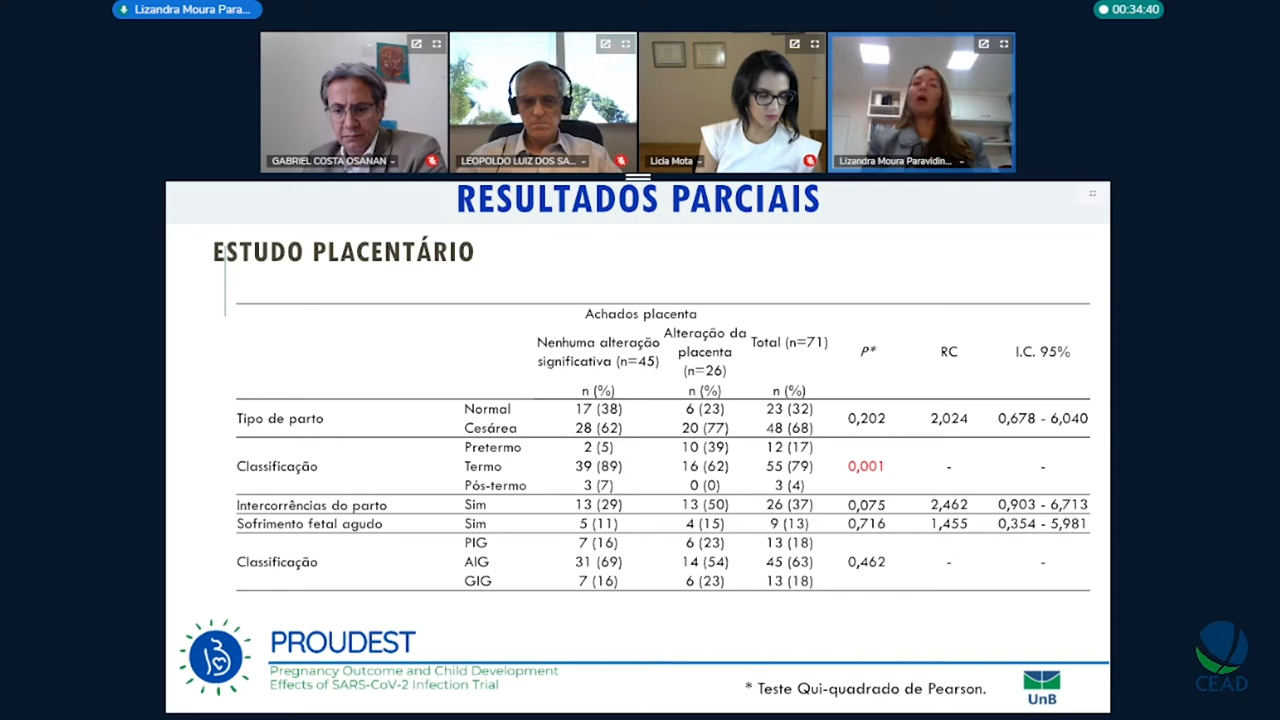 Lizandra Moura Para...
00:34:40
GABRIEL COSTA OSANAN
LEOPOLDO LUIZ DOS SA...
Licia Mota
Lizandra Moura Paravidin...
RESULTADOS PARCIAIS
ESTUDO PLACENTÁRIO
Achados placenta
Nenhuma alteração significativa (n=45) Alteração da placenta (n=26) Total (n=71) P* RC I.C. 95%
n (%) n (%) n (%)
Tipo de parto Normal 17 (38) 6 (23) 23 (32) 0,202 2,024 0,678 - 6,040
Cesárea 28 (62) 20 (77) 48 (68)
Classificação Pretermo 2 (5) 10 (39) 12 (17)
Termo 39 (89) 16 (62) 55 (79) 0,001 - -
Pós-termo 3 (7) 0 (0) 3 (4)
Intercorrências do parto Sim 13 (29) 13 (50) 26 (37) 0,075 2,462 0,903 - 6,713
Sofrimento fetal agudo Sim 5 (11) 4 (15) 9 (13) 0,716 1,455 0,354 - 5,981
PIG 7 (16) 6 (23) 13 (18)
Classificação AIG 31 (69) 14 (54) 45 (63) 0,462 - -
GIG 7 (16) 6 (23) 13 (18)
PROUDEST
Pregnancy Outcome and Child Development
Effects of SARS-CoV-2 Infection Trial
* Teste Qui-quadrado de Pearson.
UnB
CEAD